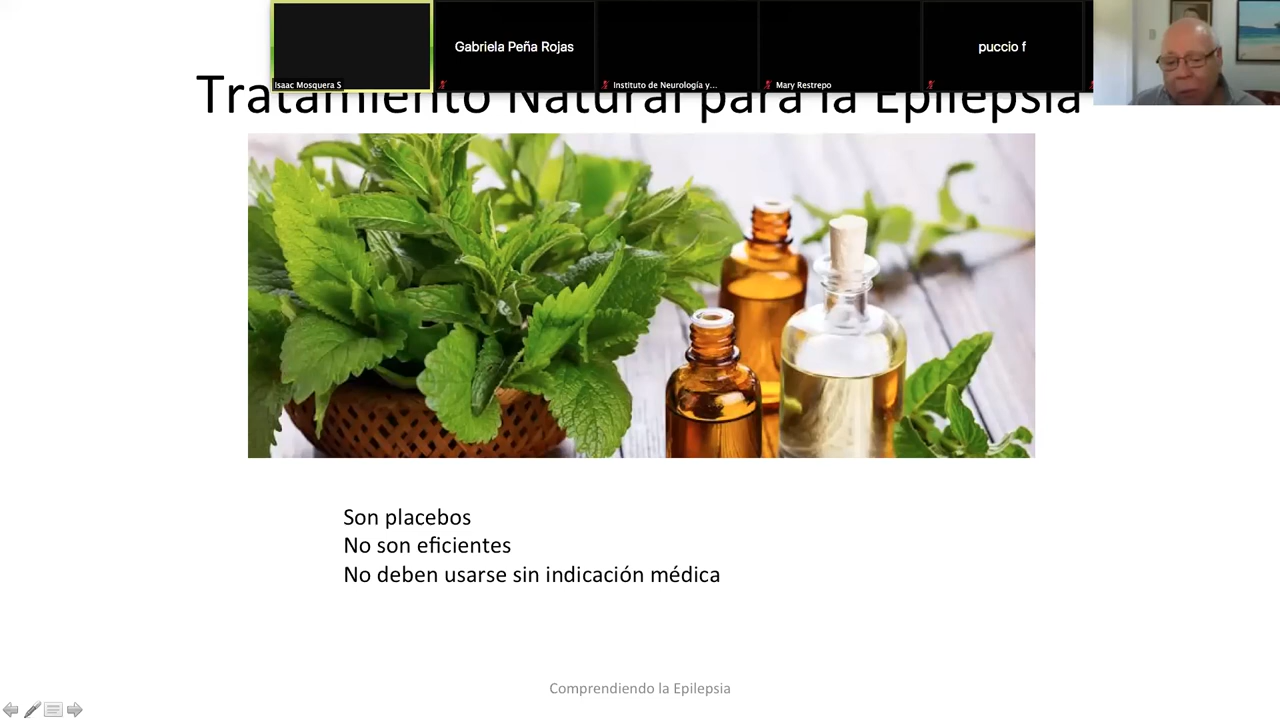 Gabriela Peña Rojas
puccio f
Isaac Mosquera S
Instituto de Neurología y...
Mary Restrepo
Tratamiento Natural para la Epilepsia
Son placebos
No son eficientes
No deben usarse sin indicación médica
Comprendiendo la Epilepsia